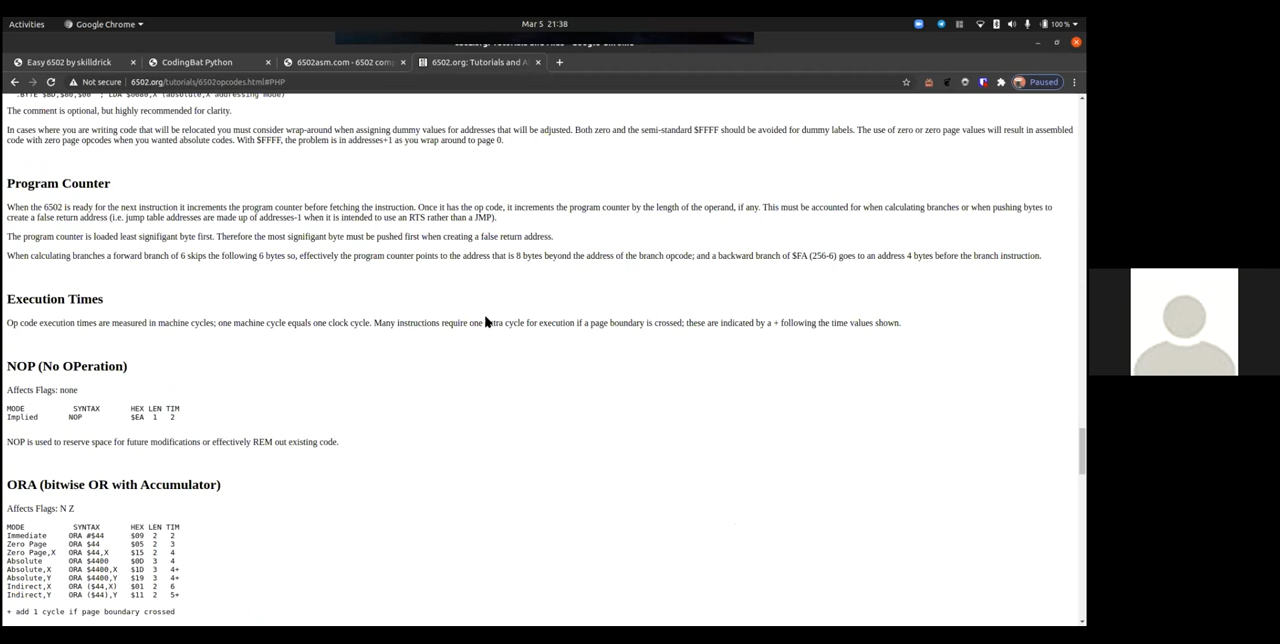 Activities
Google Chrome
Mar 5 21:38
100 %
6502.org: Tutorials and Aids - Google Chrome
Easy 6502 by skilldrick
CodingBat Python
6502asm.com - 6502 com
6502.org: Tutorials and A
Not secure
6502.org/tutorials/6502opcodes.html#PHP
Paused
.BYTE $BD,$80,$00 ; LDA $0080,X (absolute,X addressing mode)
The comment is optional, but highly recommended for clarity.
In cases where you are writing code that will be relocated you must consider wrap-around when assigning dummy values for addresses that will be adjusted. Both zero and the semi-standard $FFFF should be avoided for dummy labels. The use of zero or zero page values will result in assembled
code with zero page opcodes when you wanted absolute codes. With $FFFF, the problem is in addresses+1 as you wrap around to page 0.
Program Counter
When the 6502 is ready for the next instruction it increments the program counter before fetching the instruction. Once it has the op code, it increments the program counter by the length of the operand, if any. This must be accounted for when calculating branches or when pushing bytes to
create a false return address (i.e. jump table addresses are made up of addresses-1 when it is intended to use an RTS rather than a JMP).
The program counter is loaded least signifigant byte first. Therefore the most signifigant byte must be pushed first when creating a false return address.
When calculating branches a forward branch of 6 skips the following 6 bytes so, effectively the program counter points to the address that is 8 bytes beyond the address of the branch opcode; and a backward branch of $FA (256-6) goes to an address 4 bytes before the branch instruction.
Execution Times
Op code execution times are measured in machine cycles; one machine cycle equals one clock cycle. Many instructions require one extra cycle for execution if a page boundary is crossed; these are indicated by a + following the time values shown.
NOP (No OPeration)
Affects Flags: none
MODE SYNTAX HEX LEN TIM
Implied NOP $EA 1 2
NOP is used to reserve space for future modifications or effectively REM out existing code.
ORA (bitwise OR with Accumulator)
Affects Flags: N Z
MODE SYNTAX HEX LEN TIM
Immediate ORA #$44 $09 2 2
Zero Page ORA $44 $05 2 3
Zero Page,X ORA $44,X $15 2 4
Absolute ORA $4400 $0D 3 4
Absolute,X ORA $4400,X $1D 3 4+
Absolute,Y ORA $4400,Y $19 3 4+
Indirect,X ORA ($44,X) $01 2 6
Indirect,Y ORA ($44),Y $11 2 5+
+ add 1 cycle if page boundary crossed